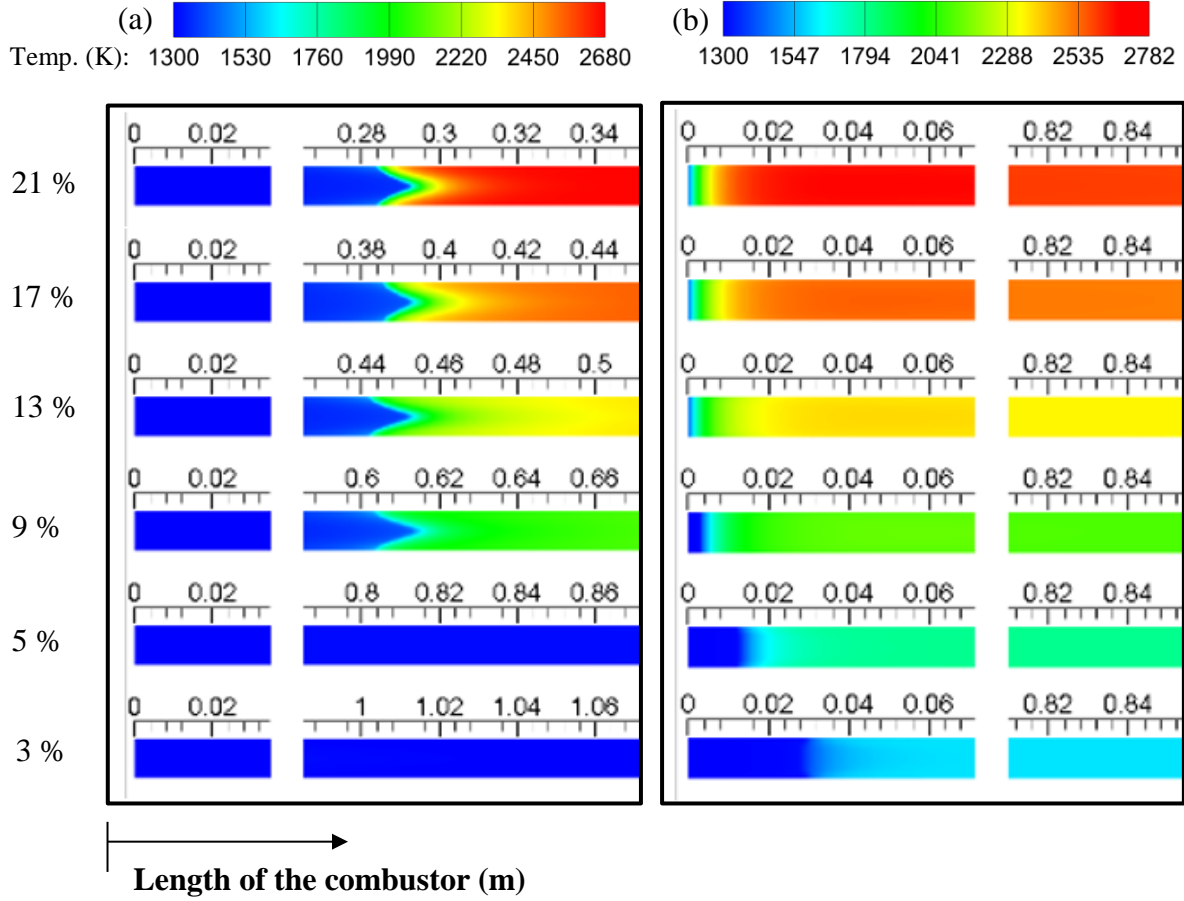 (a) (b)
Temp. (K): 1300 1530 1760 1990 2220 2450 2680 1300 1547 1794 2041 2288 2535 2782
0 0.02 0.28 0.3 0.32 0.34 0 0.02 0.04 0.06 0.82 0.84
21 %
0 0.02 0.38 0.4 0.42 0.44 0 0.02 0.04 0.06 0.82 0.84
17 %
0 0.02 0.44 0.46 0.48 0.5 0 0.02 0.04 0.06 0.82 0.84
13 %
0 0.02 0.6 0.62 0.64 0.66 0 0.02 0.04 0.06 0.82 0.84
9 %
0 0.02 0.8 0.82 0.84 0.86 0 0.02 0.04 0.06 0.82 0.84
5 %
0 0.02 1 1.02 1.04 1.06 0 0.02 0.04 0.06 0.82 0.84
3 %
Length of the combustor (m)